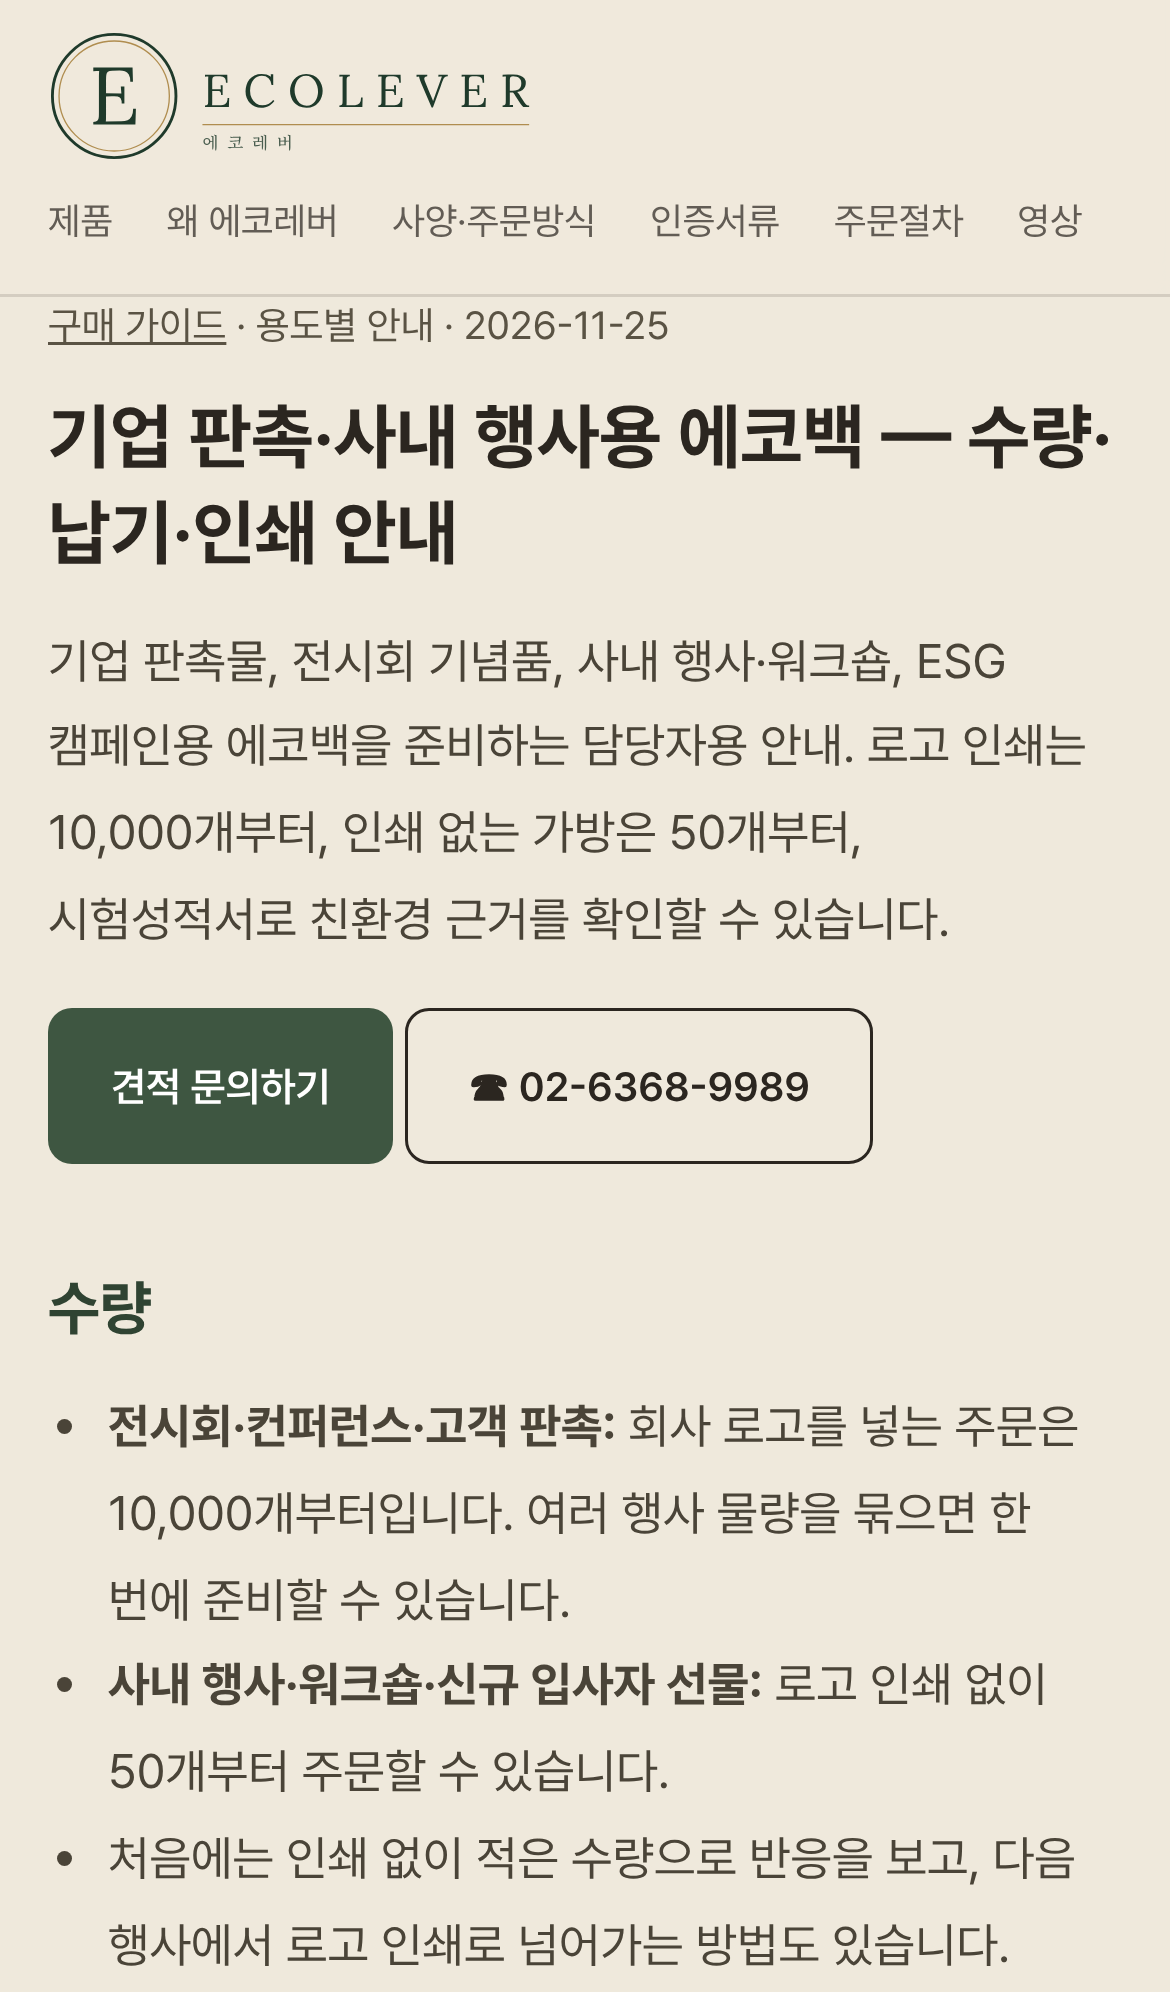 E
ECOLEVER
에코레버
제품 왜 에코레버 사양·주문방식 인증서류 주문절차 영상
구매 가이드 · 용도별 안내 · 2026-11-25
기업 판촉·사내 행사용 에코백 — 수량·
납기·인쇄 안내
기업 판촉물, 전시회 기념품, 사내 행사·워크숍, ESG
캠페인용 에코백을 준비하는 담당자용 안내. 로고 인쇄는
10,000개부터, 인쇄 없는 가방은 50개부터,
시험성적서로 친환경 근거를 확인할 수 있습니다.
견적 문의하기
☎ 02-6368-9989
수량
• 전시회·컨퍼런스·고객 판촉: 회사 로고를 넣는 주문은
10,000개부터입니다. 여러 행사 물량을 묶으면 한
번에 준비할 수 있습니다.
• 사내 행사·워크숍·신규 입사자 선물: 로고 인쇄 없이
50개부터 주문할 수 있습니다.
• 처음에는 인쇄 없이 적은 수량으로 반응을 보고, 다음
행사에서 로고 인쇄로 넘어가는 방법도 있습니다.